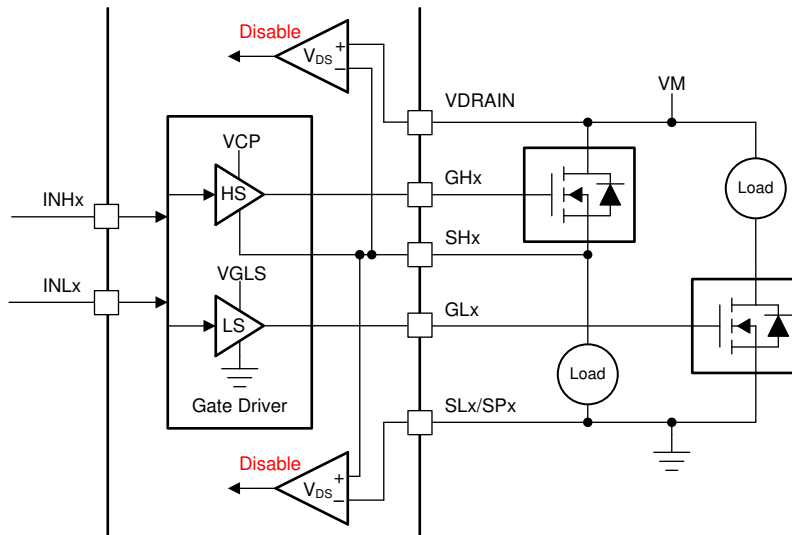 Disable
VDS
+
−
VDRAIN
VM
VCP
GHx
HS
Load
INHx
SHx
VGLS
INLx
GLx
LS
Load
Gate Driver
SLx/SPx
Disable
VDS
+
−